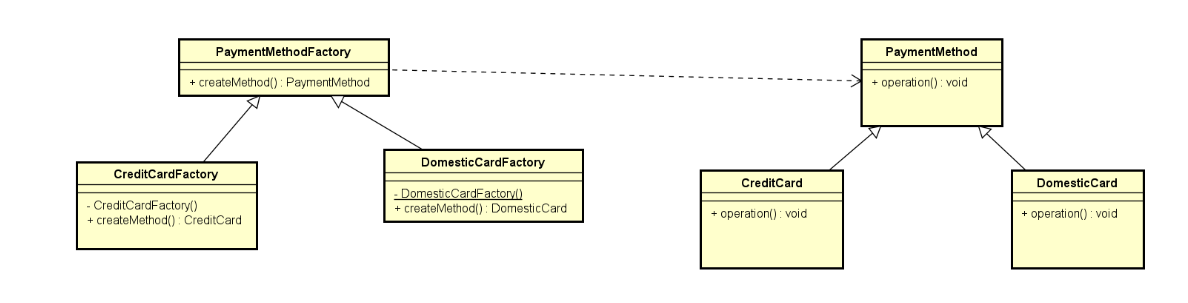 PaymentMethodFactory
+ createMethod() : PaymentMethod
PaymentMethod
+ operation() : void
CreditCardFactory
- CreditCardFactory()
+ createMethod() : CreditCard
DomesticCardFactory
- DomesticCardFactory()
+ createMethod() : DomesticCard
CreditCard
+ operation() : void
DomesticCard
+ operation() : void